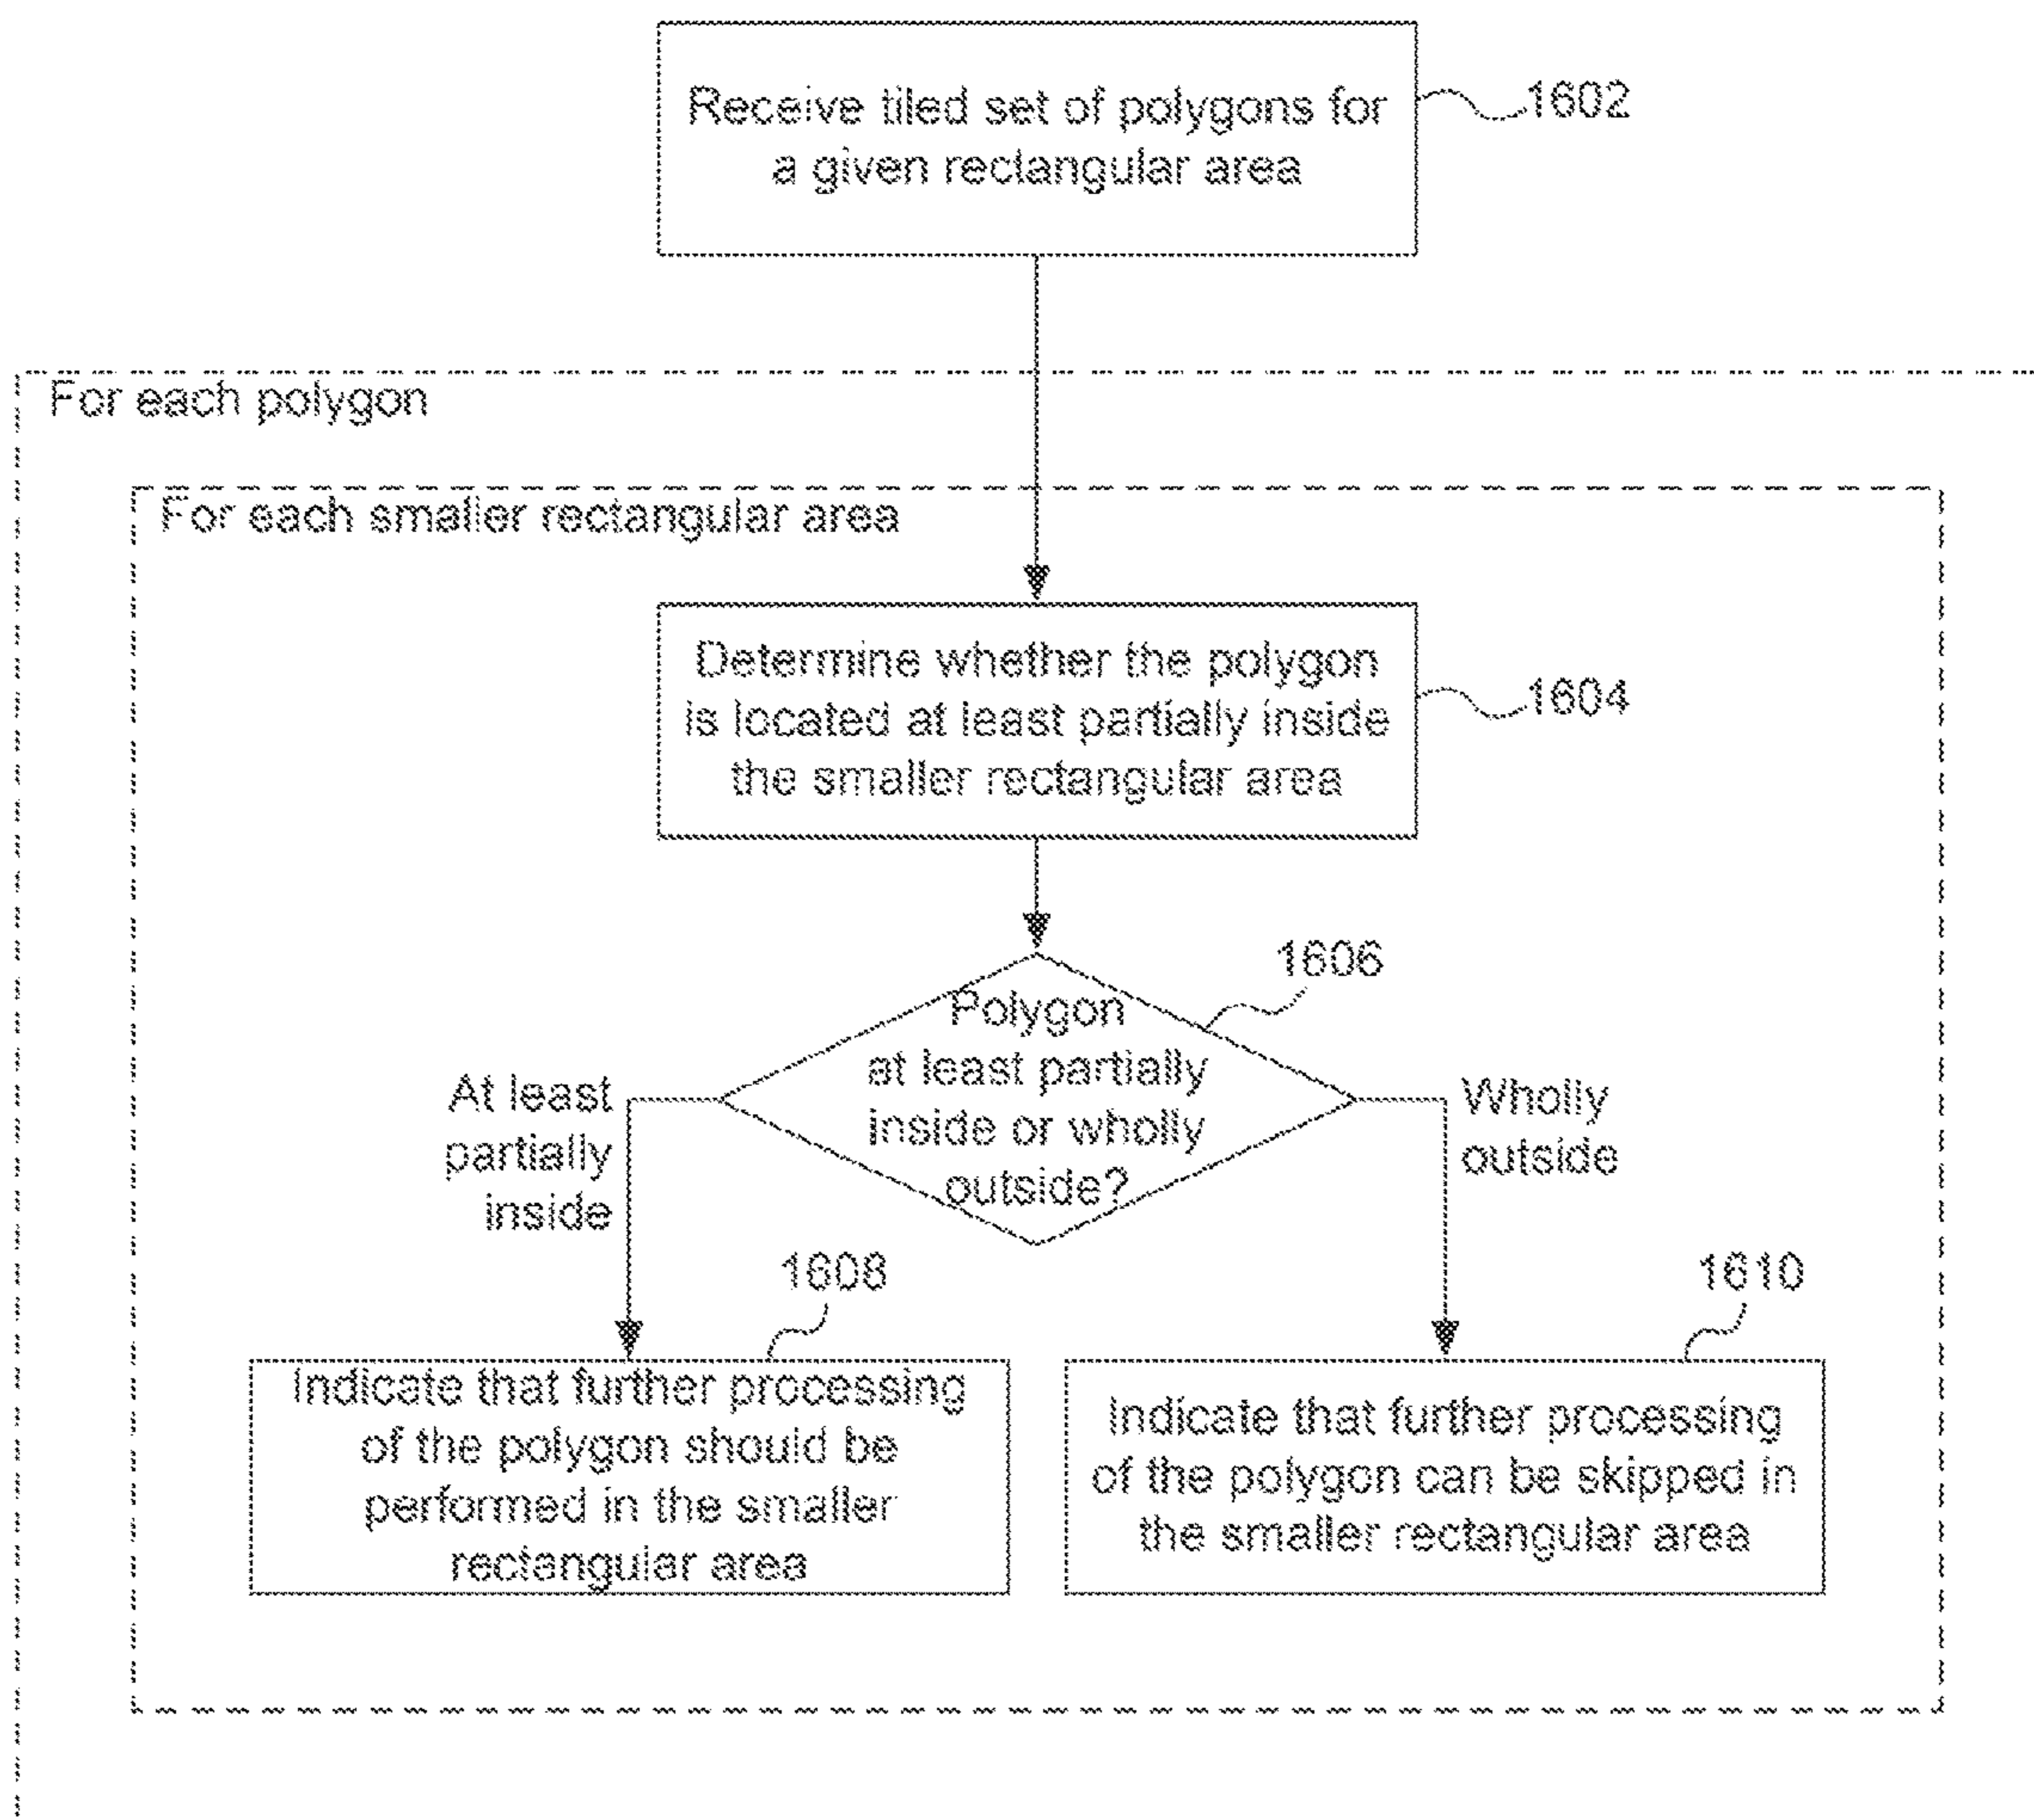 Receive tiled set of polygons for
a given rectangular area
1602
For each polygon
For each smaller rectangular area
Determine whether the polygon
is located at least partially inside
the smaller rectangular area
1604
1606
Polygon
at least partially
inside or wholly
outside?
At least
partially
inside
Wholly
outside
1608
1610
Indicate that further processing
of the polygon should be
performed in the smaller
rectangular area
Indicate that further processing
of the polygon can be skipped in
the smaller rectangular area